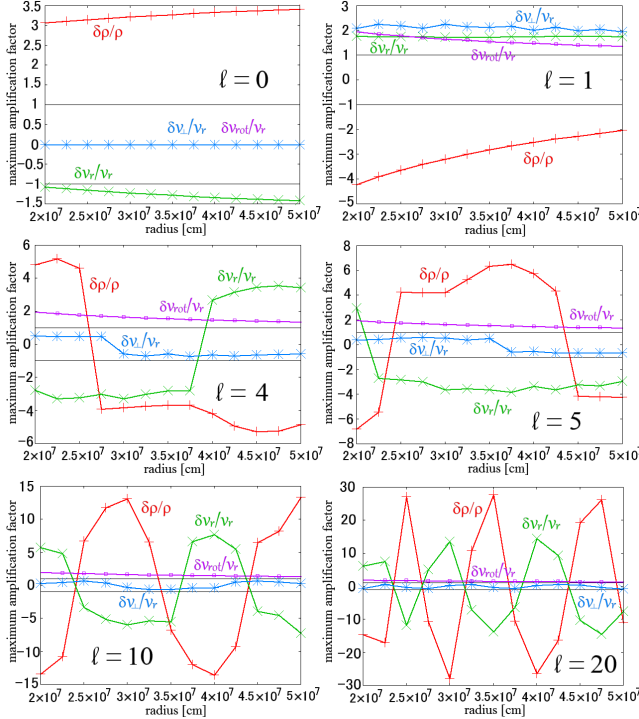 maximum amplification factor
3.5
3
2.5
2
1.5
1
0.5
0
−0.5
−1
−1.5
δρ/ρ
ℓ = 0
δv⊥/vr δvrot/vr
δvr/vr
2×10⁷ 2.5×10⁷ 3×10⁷ 3.5×10⁷ 4×10⁷ 4.5×10⁷ 5×10⁷
radius [cm]
maximum amplification factor
3
2
1
0
−1
−2
−3
−4
−5
δv⊥/vr
δvr/vr
δvrot/vr
ℓ = 1
δρ/ρ
2×10⁷ 2.5×10⁷ 3×10⁷ 3.5×10⁷ 4×10⁷ 4.5×10⁷ 5×10⁷
radius [cm]
maximum amplification factor
6
4
2
0
−2
−4
−6
δρ/ρ
δvr/vr
δvrot/vr
δv⊥/vr
ℓ = 4
2×10⁷ 2.5×10⁷ 3×10⁷ 3.5×10⁷ 4×10⁷ 4.5×10⁷ 5×10⁷
radius [cm]
maximum amplification factor
8
6
4
2
0
−2
−4
−6
−8
δρ/ρ
δvrot/vr
δv⊥/vr
δvr/vr
ℓ = 5
2×10⁷ 2.5×10⁷ 3×10⁷ 3.5×10⁷ 4×10⁷ 4.5×10⁷ 5×10⁷
radius [cm]
maximum amplification factor
15
10
5
0
−5
−10
−15
δρ/ρ
δvr/vr
δvrot/vr
δv⊥/vr
ℓ = 10
2×10⁷ 2.5×10⁷ 3×10⁷ 3.5×10⁷ 4×10⁷ 4.5×10⁷ 5×10⁷
radius [cm]
maximum amplification factor
30
20
10
0
−10
−20
−30
δρ/ρ
δvr/vr
δvrot/vr
δv⊥/vr
ℓ = 20
2×10⁷ 2.5×10⁷ 3×10⁷ 3.5×10⁷ 4×10⁷ 4.5×10⁷ 5×10⁷
radius [cm]